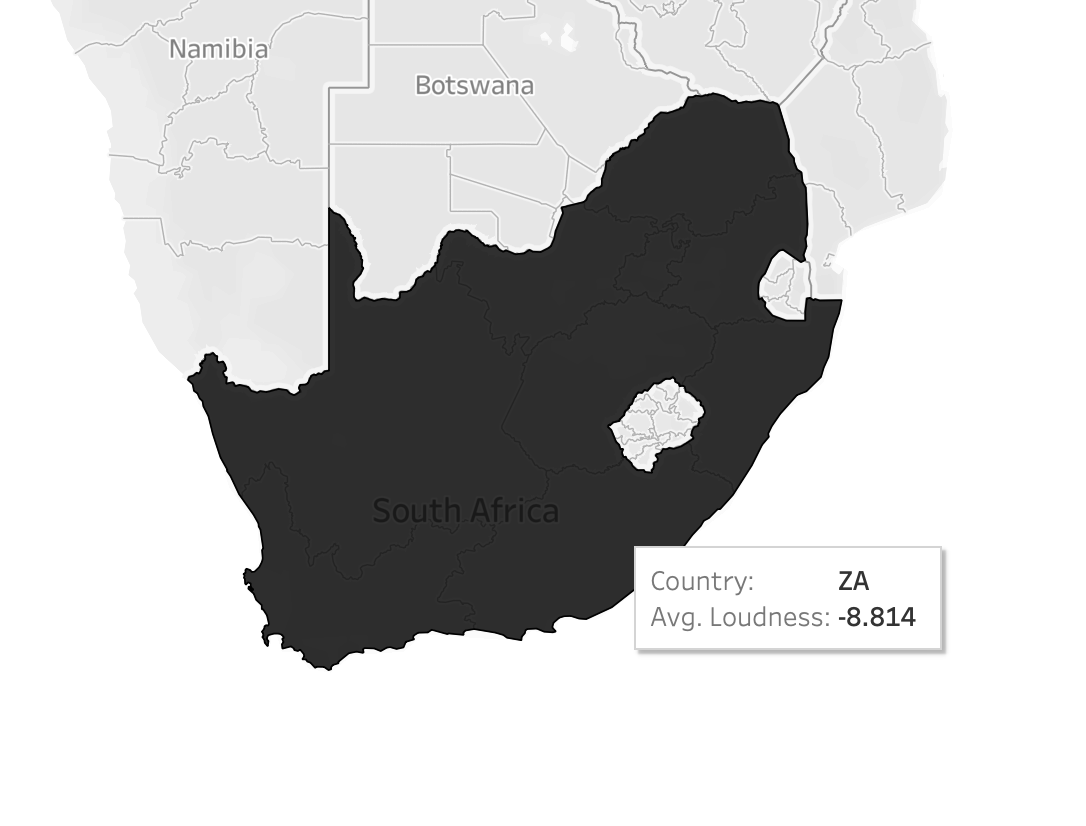 Namibia
Botswana
South Africa
Country: ZA
Avg. Loudness: -8.814